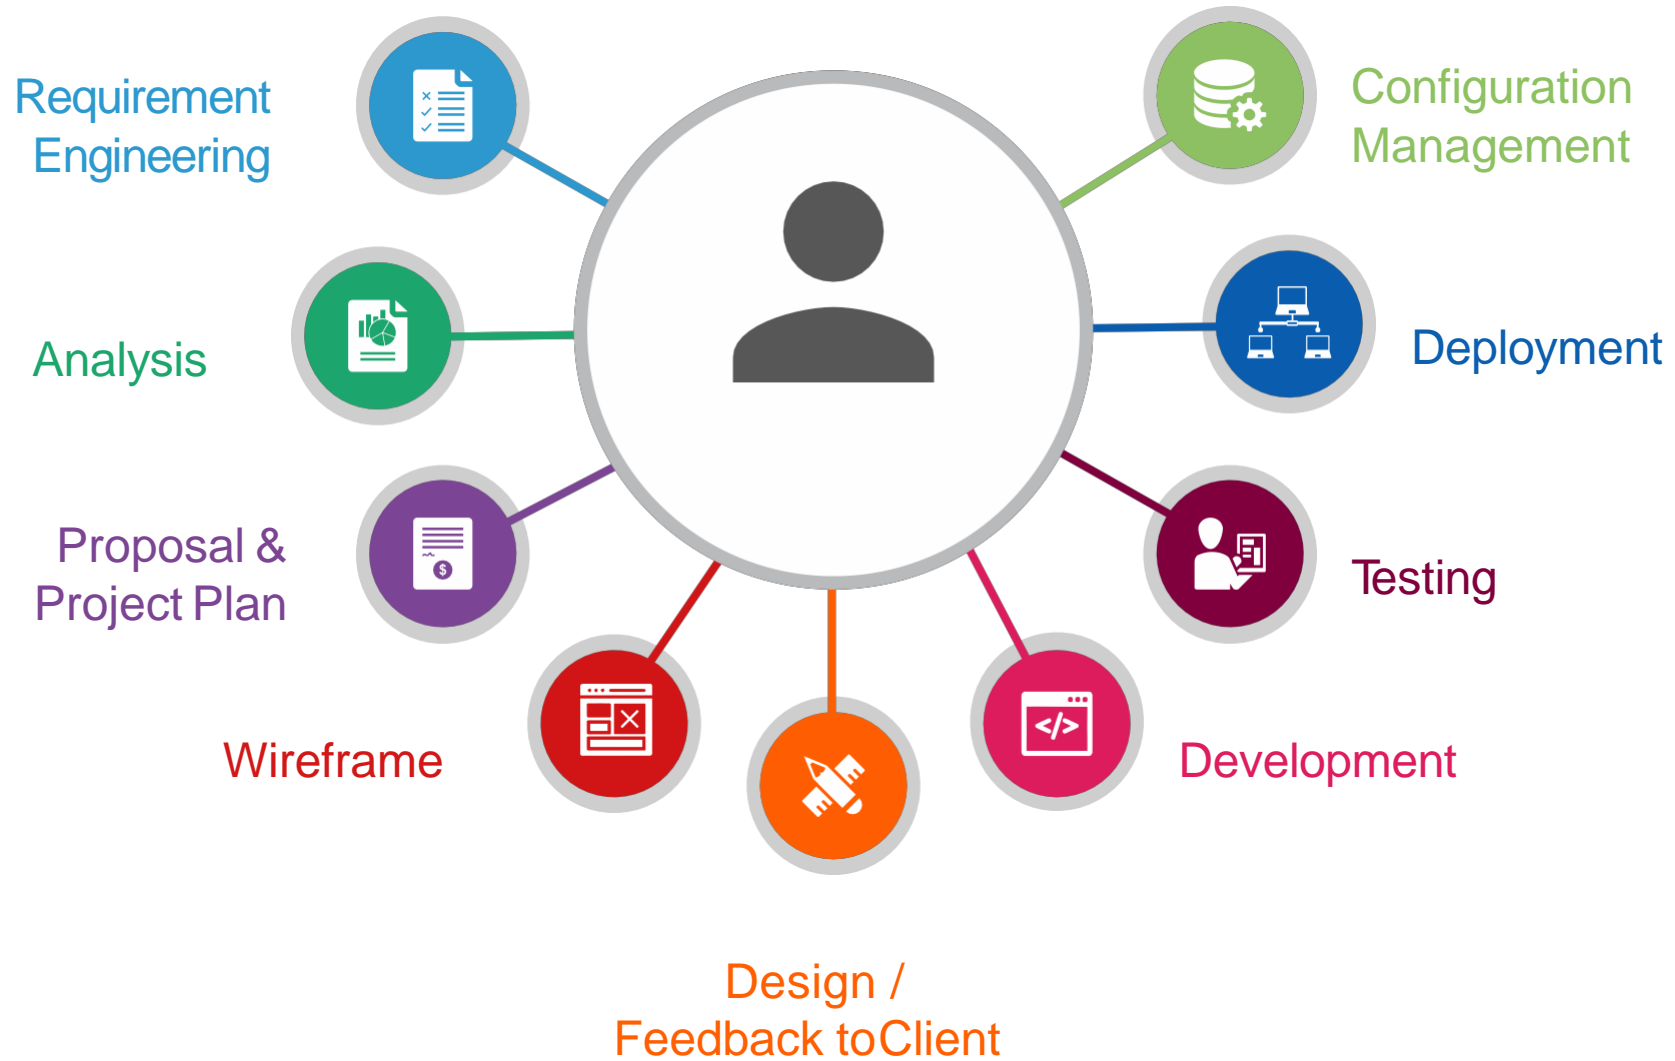 Requirement
Engineering
Analysis
Proposal &
Project Plan
Wireframe
Design /
Feedback toClient
Development
Testing
Deployment
Configuration
Management
$
</>